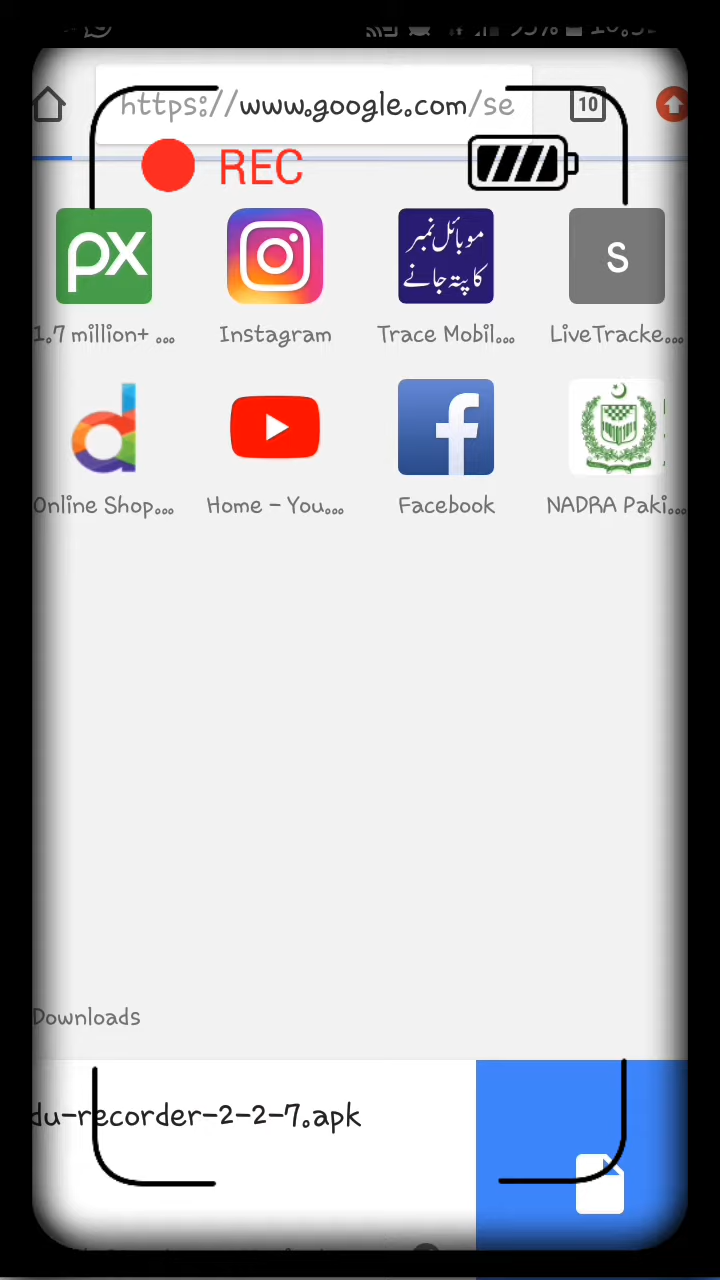 https://www.google.com/se
10
REC
px
موبائل نمبر
کا پتہ جانے
S
1.7 million+ ...
Instagram
Trace Mobil...
LiveTracke...
d
f
Online Shop...
Home - You...
Facebook
NADRA Paki...
Downloads
du-recorder-2-2-7.apk